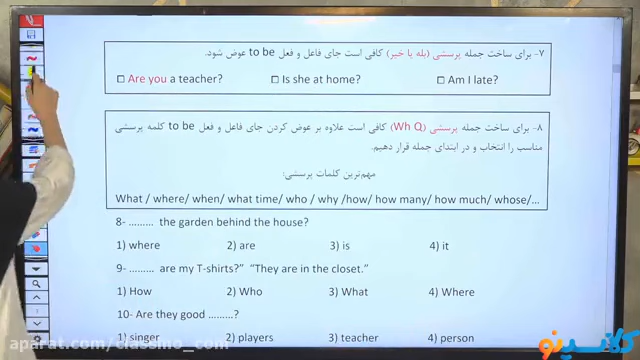 ۷- برای ساخت جمله پرسشی (بله یا خیر) کافی است جای فاعل و فعل to be عوض شود.
□ Are you a teacher? □ Is she at home? □ Am I late?
۸- برای ساخت جمله پرسشی (Wh Q) کافی است علاوه بر عوض کردن جای فاعل و فعل to be کلمه پرسشی
مناسب را انتخاب و در ابتدای جمله قرار دهیم.
مهم‌ترین کلمات پرسشی:
What / where/ when/ what time/ who / why /how/ how many/ how much/ whose/...
8- ......... the garden behind the house?
1) where 2) are 3) is 4) it
9- ......... are my T-shirts?” “They are in the closet.”
1) How 2) Who 3) What 4) Where
10- Are they good .........?
1) singer 2) players 3) teacher 4) person
aparat.com/classino_com
کلاسینو